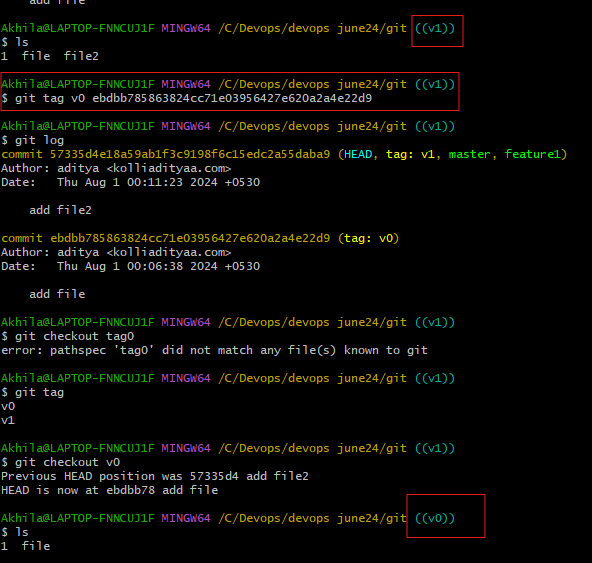 add file
Akhila@LAPTOP-FNNCUJ1F MINGW64 /C/Devops/devops june24/git ((v1))
$ ls
1  file  file2
Akhila@LAPTOP-FNNCUJ1F MINGW64 /C/Devops/devops june24/git ((v1))
$ git tag v0 ebdbb785863824cc71e03956427e620a2a4e22d9
Akhila@LAPTOP-FNNCUJ1F MINGW64 /C/Devops/devops june24/git ((v1))
$ git log
commit 57335d4e18a59ab1f3c9198f6c15edc2a55daba9 (HEAD, tag: v1, master, feature1)
Author: aditya <kolliadityaa.com>
Date:   Thu Aug 1 00:11:23 2024 +0530
add file2
commit ebdbb785863824cc71e03956427e620a2a4e22d9 (tag: v0)
Author: aditya <kolliadityaa.com>
Date:   Thu Aug 1 00:06:38 2024 +0530
add file
Akhila@LAPTOP-FNNCUJ1F MINGW64 /C/Devops/devops june24/git ((v1))
$ git checkout tag0
error: pathspec 'tag0' did not match any file(s) known to git
Akhila@LAPTOP-FNNCUJ1F MINGW64 /C/Devops/devops june24/git ((v1))
$ git tag
v0
v1
Akhila@LAPTOP-FNNCUJ1F MINGW64 /C/Devops/devops june24/git ((v1))
$ git checkout v0
Previous HEAD position was 57335d4 add file2
HEAD is now at ebdbb78 add file
Akhila@LAPTOP-FNNCUJ1F MINGW64 /C/Devops/devops june24/git ((v0))
$ ls
1  file